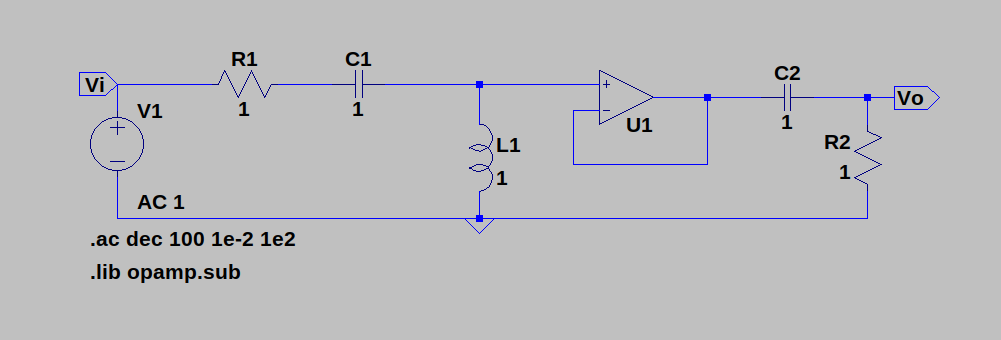 R1 C1
Vi
C2
V1
Vo
1 1
1
U1
R2
L1
1
1
AC 1
.ac dec 100 1e-2 1e2
.lib opamp.sub